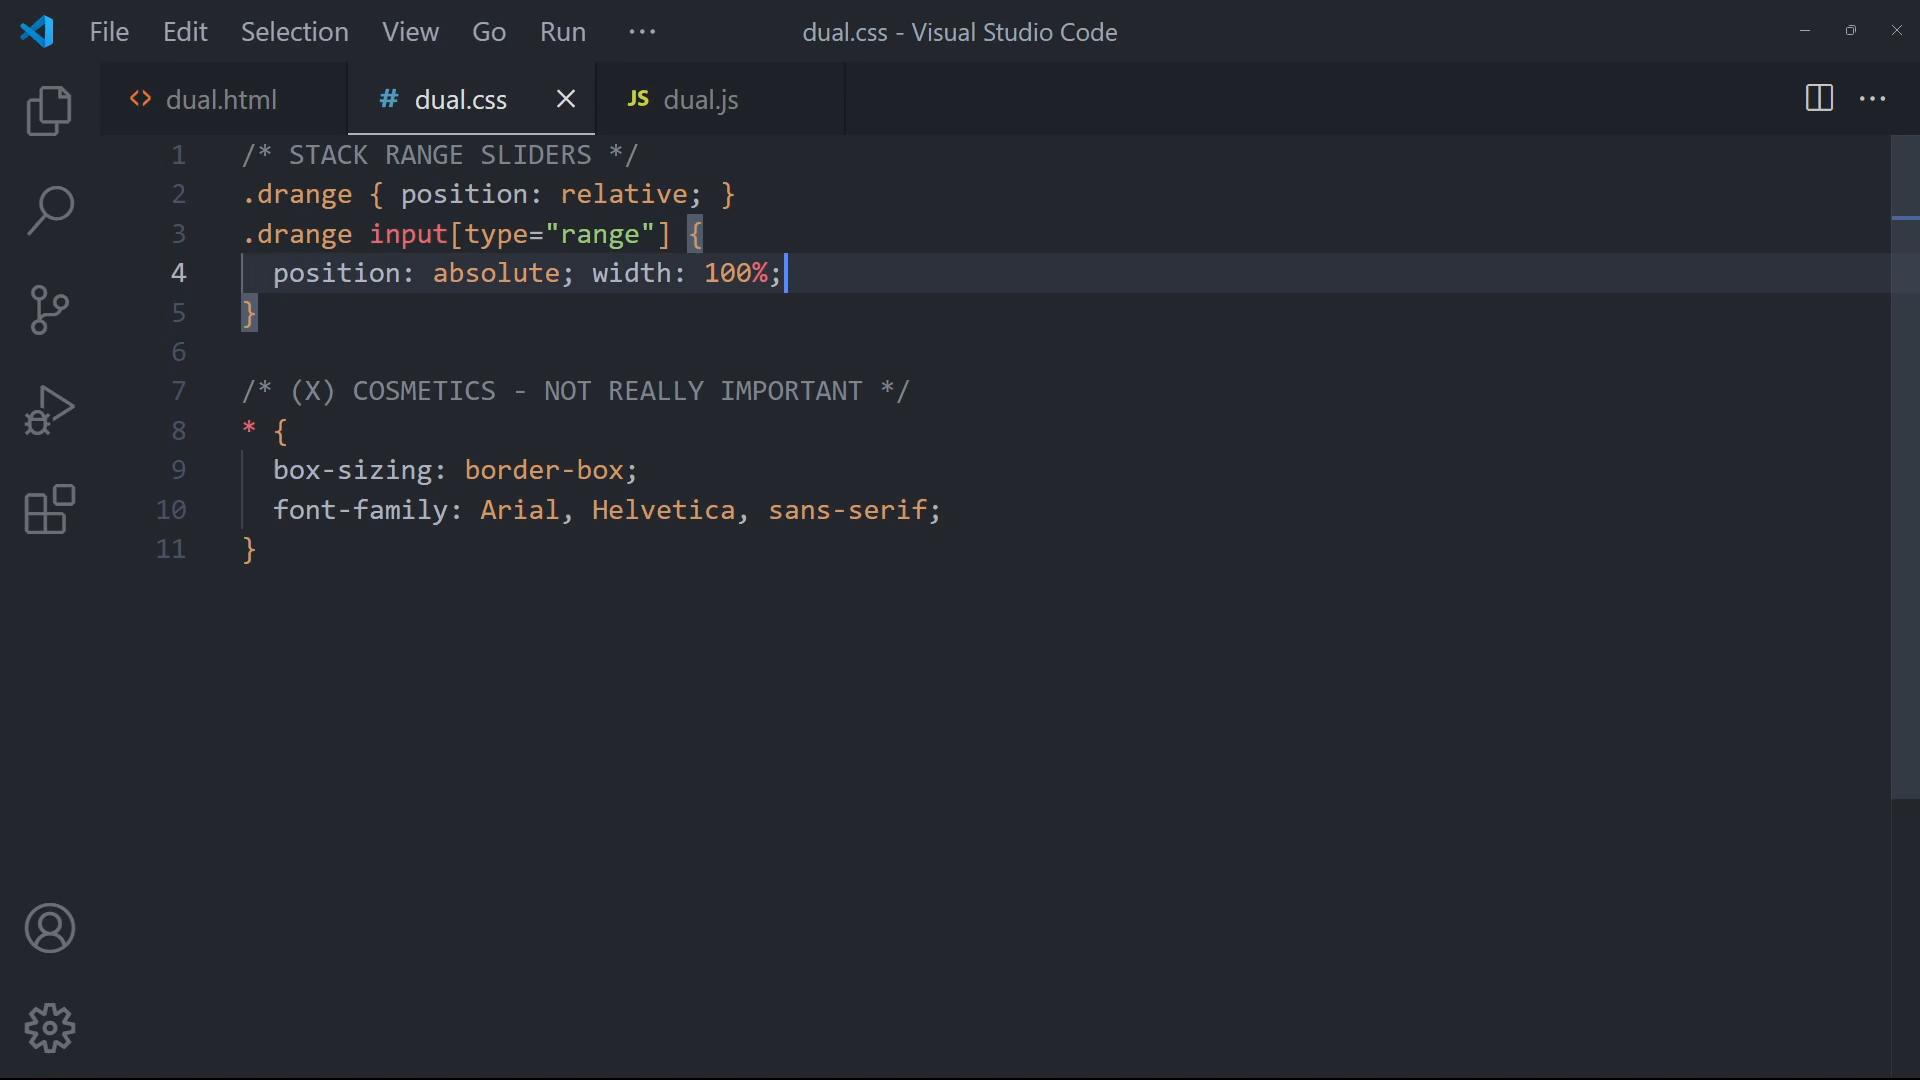 File Edit Selection View Go Run ··· dual.css - Visual Studio Code
<> dual.html # dual.css JS dual.js
1 /* STACK RANGE SLIDERS */
2 .drange { position: relative; }
3 .drange input[type="range"] {
4   position: absolute; width: 100%;
5 }
6
7 /* (X) COSMETICS - NOT REALLY IMPORTANT */
8 * {
9   box-sizing: border-box;
10   font-family: Arial, Helvetica, sans-serif;
11 }